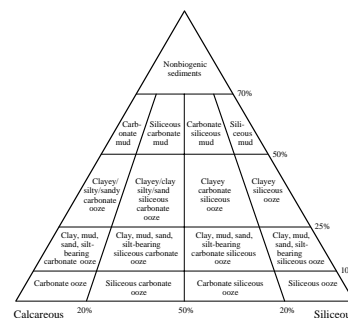 Nonbiogenic
sediments
70%
Carb-
onate
mud
Siliceous
carbonate
mud
Carbonate
siliceous
mud
Sili-
ceous
mud
50%
Clayey/
silty/sandy
carbonate
ooze
Clayey/clay
silty/sand
siliceous
carbonate
ooze
Clayey
carbonate
siliceous
ooze
Clayey
siliceous
ooze
25%
Clay, mud,
sand, silt-
bearing
carbonate ooze
Clay, mud,
sand, silt-bearing
siliceous carbonate
ooze
Clay, mud,
sand, silt-bearing
carbonate siliceous
ooze
Clay, mud,
sand, silt-
bearing
siliceous ooze
10
Carbonate ooze
Siliceous carbonate
ooze
Carbonate siliceous
ooze
Siliceous ooze
Calcareous
20%
50%
20%
Siliceous